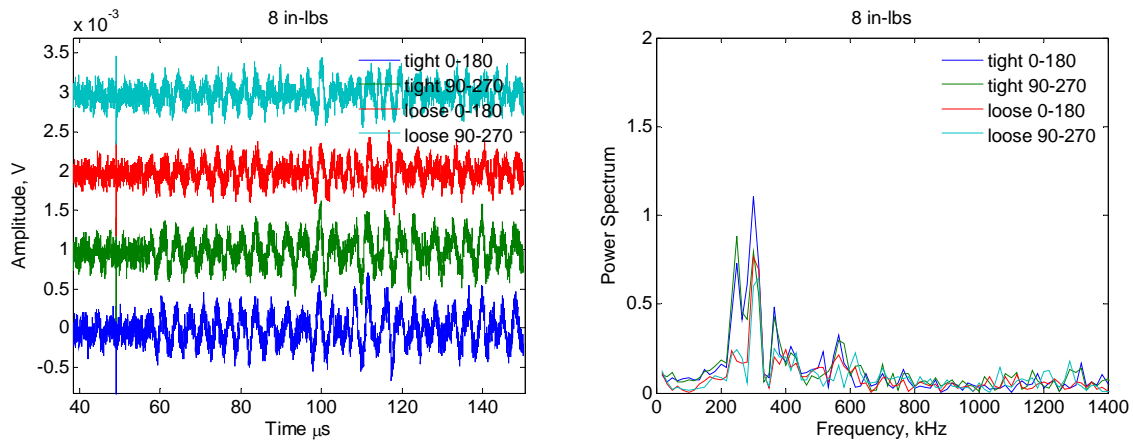 8 in-lbs
x 10⁻³
3.5
3
2.5
2
1.5
1
0.5
0
-0.5
Amplitude, V
40 60 80 100 120 140
Time μs
tight 0-180
tight 90-270
loose 0-180
loose 90-270
8 in-lbs
2
1.5
1
0.5
0
Power Spectrum
0 200 400 600 800 1000 1200 1400
Frequency, kHz
tight 0-180
tight 90-270
loose 0-180
loose 90-270